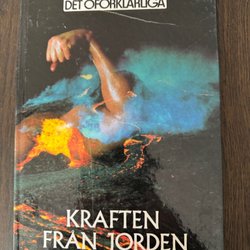 DET OFÖRKLARLIGA
KRAFTEN
FRÅN JORDEN